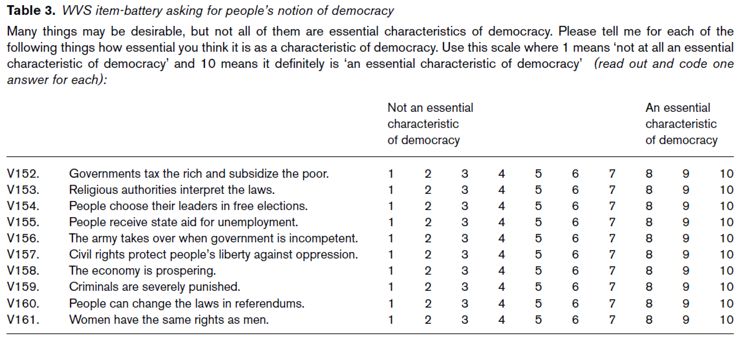 Table 3. WVS item-battery asking for people's notion of democracy
Many things may be desirable, but not all of them are essential characteristics of democracy. Please tell me for each of the
following things how essential you think it is as a characteristic of democracy. Use this scale where 1 means 'not at all an essential
characteristic of democracy' and 10 means it definitely is 'an essential characteristic of democracy' (read out and code one
answer for each):
Not an essential An essential
characteristic characteristic
of democracy of democracy
V152. Governments tax the rich and subsidize the poor. 1 2 3 4 5 6 7 8 9 10
V153. Religious authorities interpret the laws. 1 2 3 4 5 6 7 8 9 10
V154. People choose their leaders in free elections. 1 2 3 4 5 6 7 8 9 10
V155. People receive state aid for unemployment. 1 2 3 4 5 6 7 8 9 10
V156. The army takes over when government is incompetent. 1 2 3 4 5 6 7 8 9 10
V157. Civil rights protect people's liberty against oppression. 1 2 3 4 5 6 7 8 9 10
V158. The economy is prospering. 1 2 3 4 5 6 7 8 9 10
V159. Criminals are severely punished. 1 2 3 4 5 6 7 8 9 10
V160. People can change the laws in referendums. 1 2 3 4 5 6 7 8 9 10
V161. Women have the same rights as men. 1 2 3 4 5 6 7 8 9 10